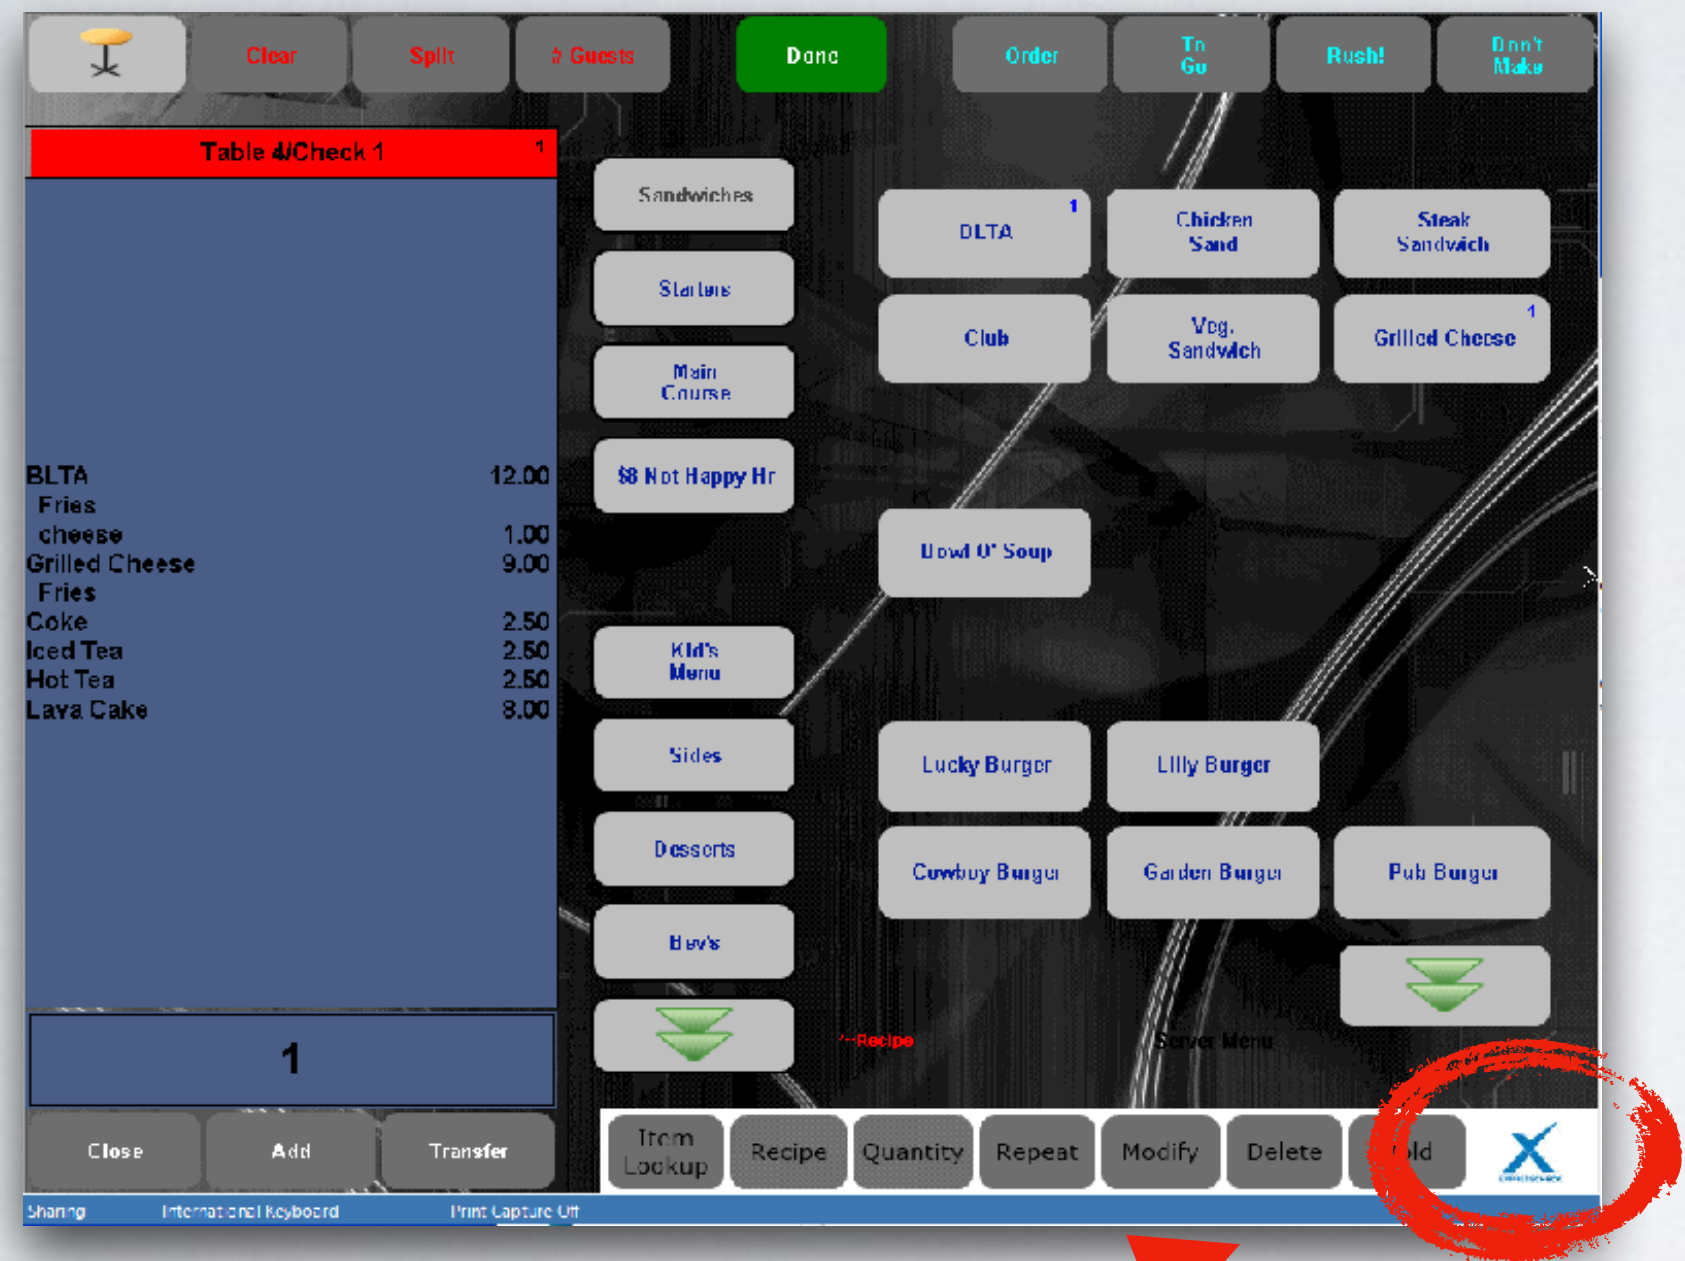 Clear
Split
# Guests
Done
Order
To
Go
Rush!
Don't
Make
Table 4/Check 1
1
BLTA 12.00
Fries
cheese 1.00
Grilled Cheese 9.00
Fries
Coke 2.50
Iced Tea 2.50
Hot Tea 2.50
Lava Cake 8.00
1
Close
Add
Transfer
Sandwiches
Starters
Main
Course
$8 Not Happy Hr
Kid's
Menu
Sides
Desserts
Bev's
BLTA
1
Chicken
Sand
Steak
Sandwich
Club
Veg.
Sandwich
Grilled Cheese
1
Bowl O' Soup
Lucky Burger
Lilly Burger
Cowboy Burger
Garden Burger
Pub Burger
Recipe
Server Menu
Item
Lookup
Recipe
Quantity
Repeat
Modify
Delete
X
Sharing
International Keyboard
Print Capture Off